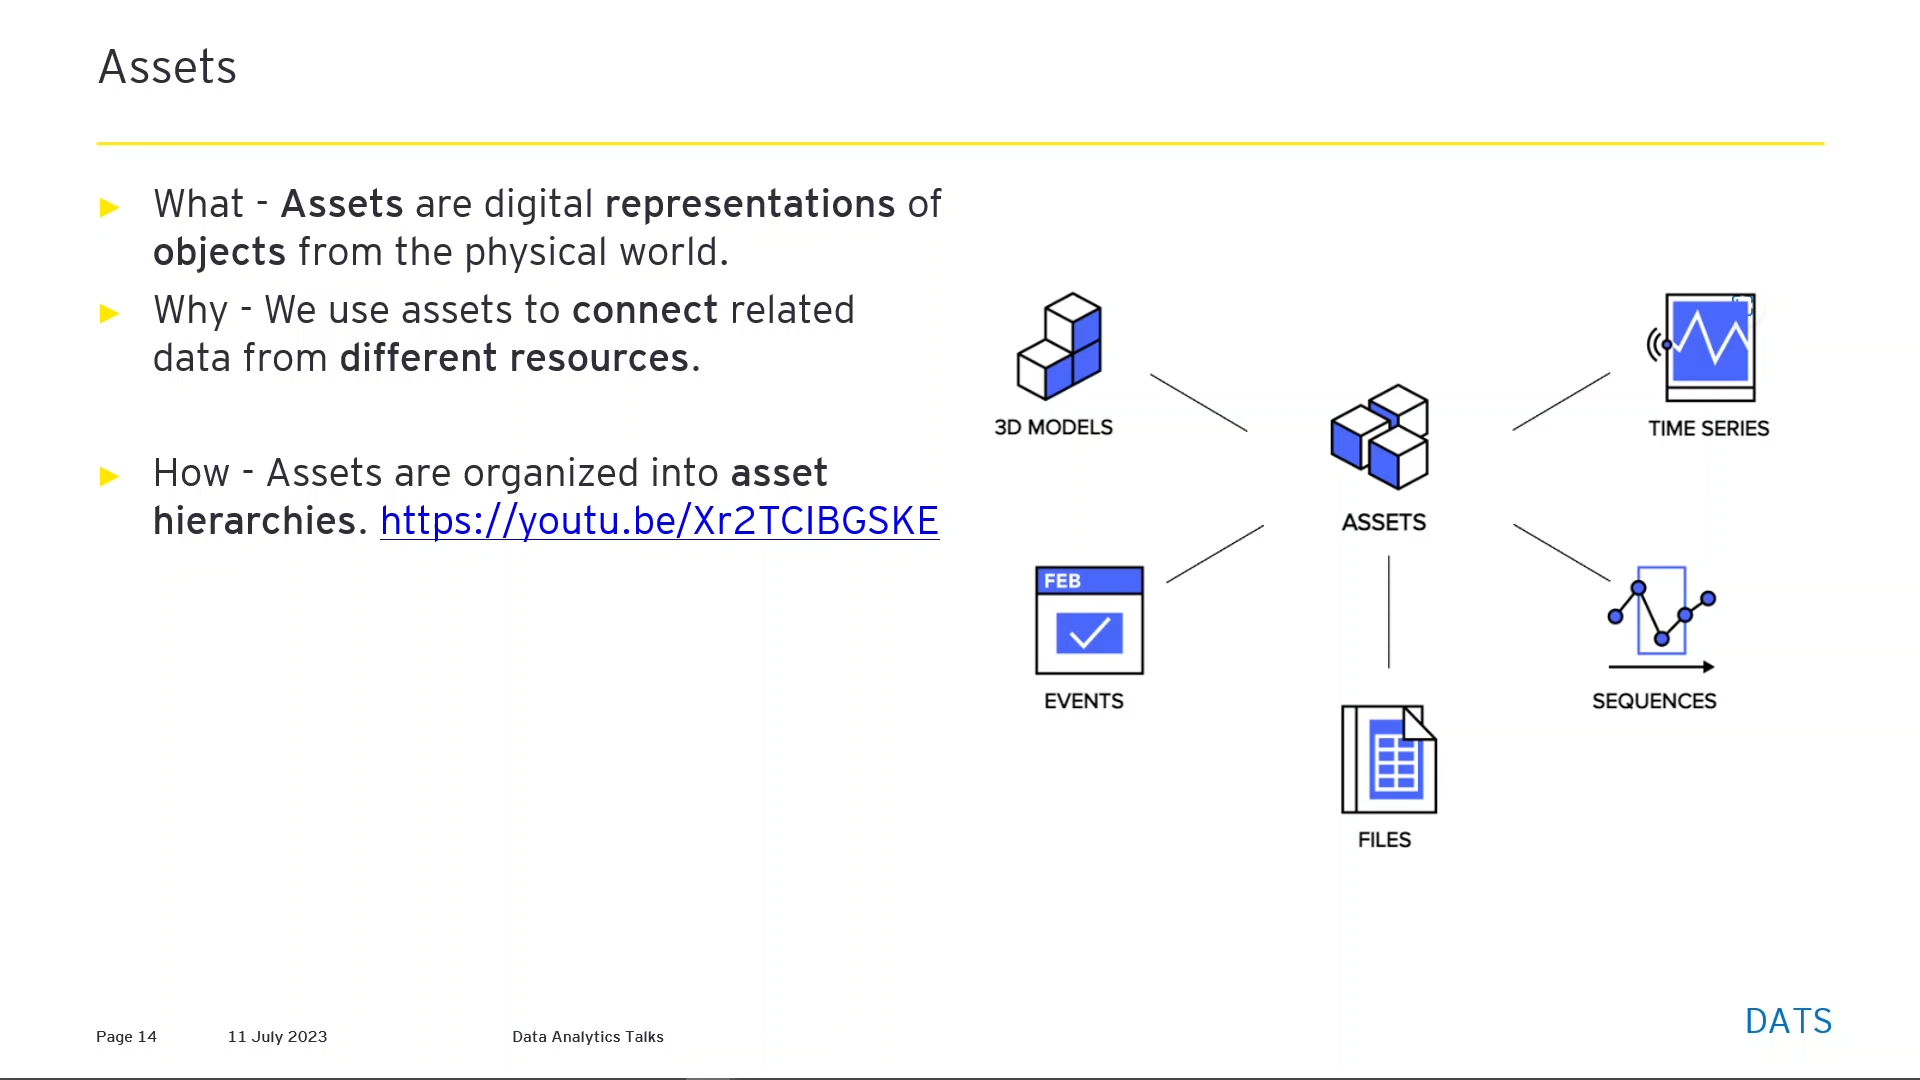 Assets
► What - Assets are digital representations of
objects from the physical world.
► Why - We use assets to connect related
data from different resources.
► How - Assets are organized into asset
hierarchies. https://youtu.be/Xr2TCIBGSKE
3D MODELS
TIME SERIES
ASSETS
FEB
EVENTS
SEQUENCES
FILES
Page 14
11 July 2023
Data Analytics Talks
DATS